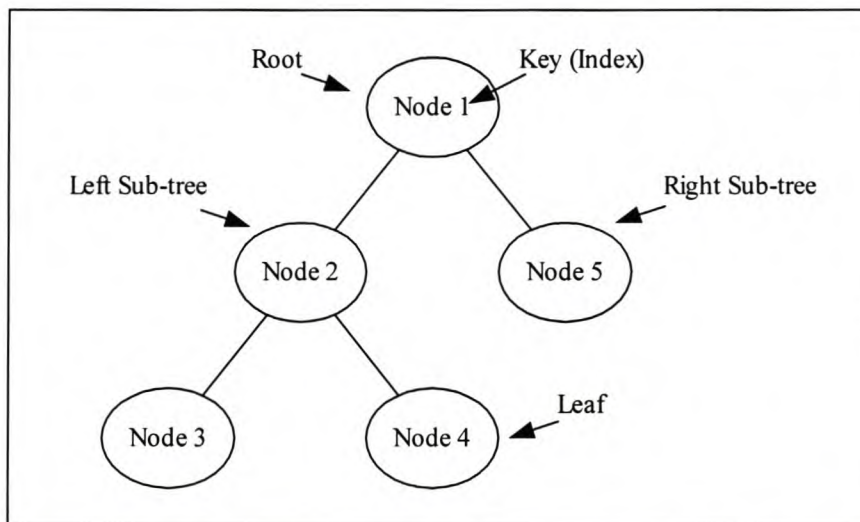 Root
Key (Index)
Node 1
Left Sub-tree
Right Sub-tree
Node 2
Node 5
Node 3
Node 4
Leaf